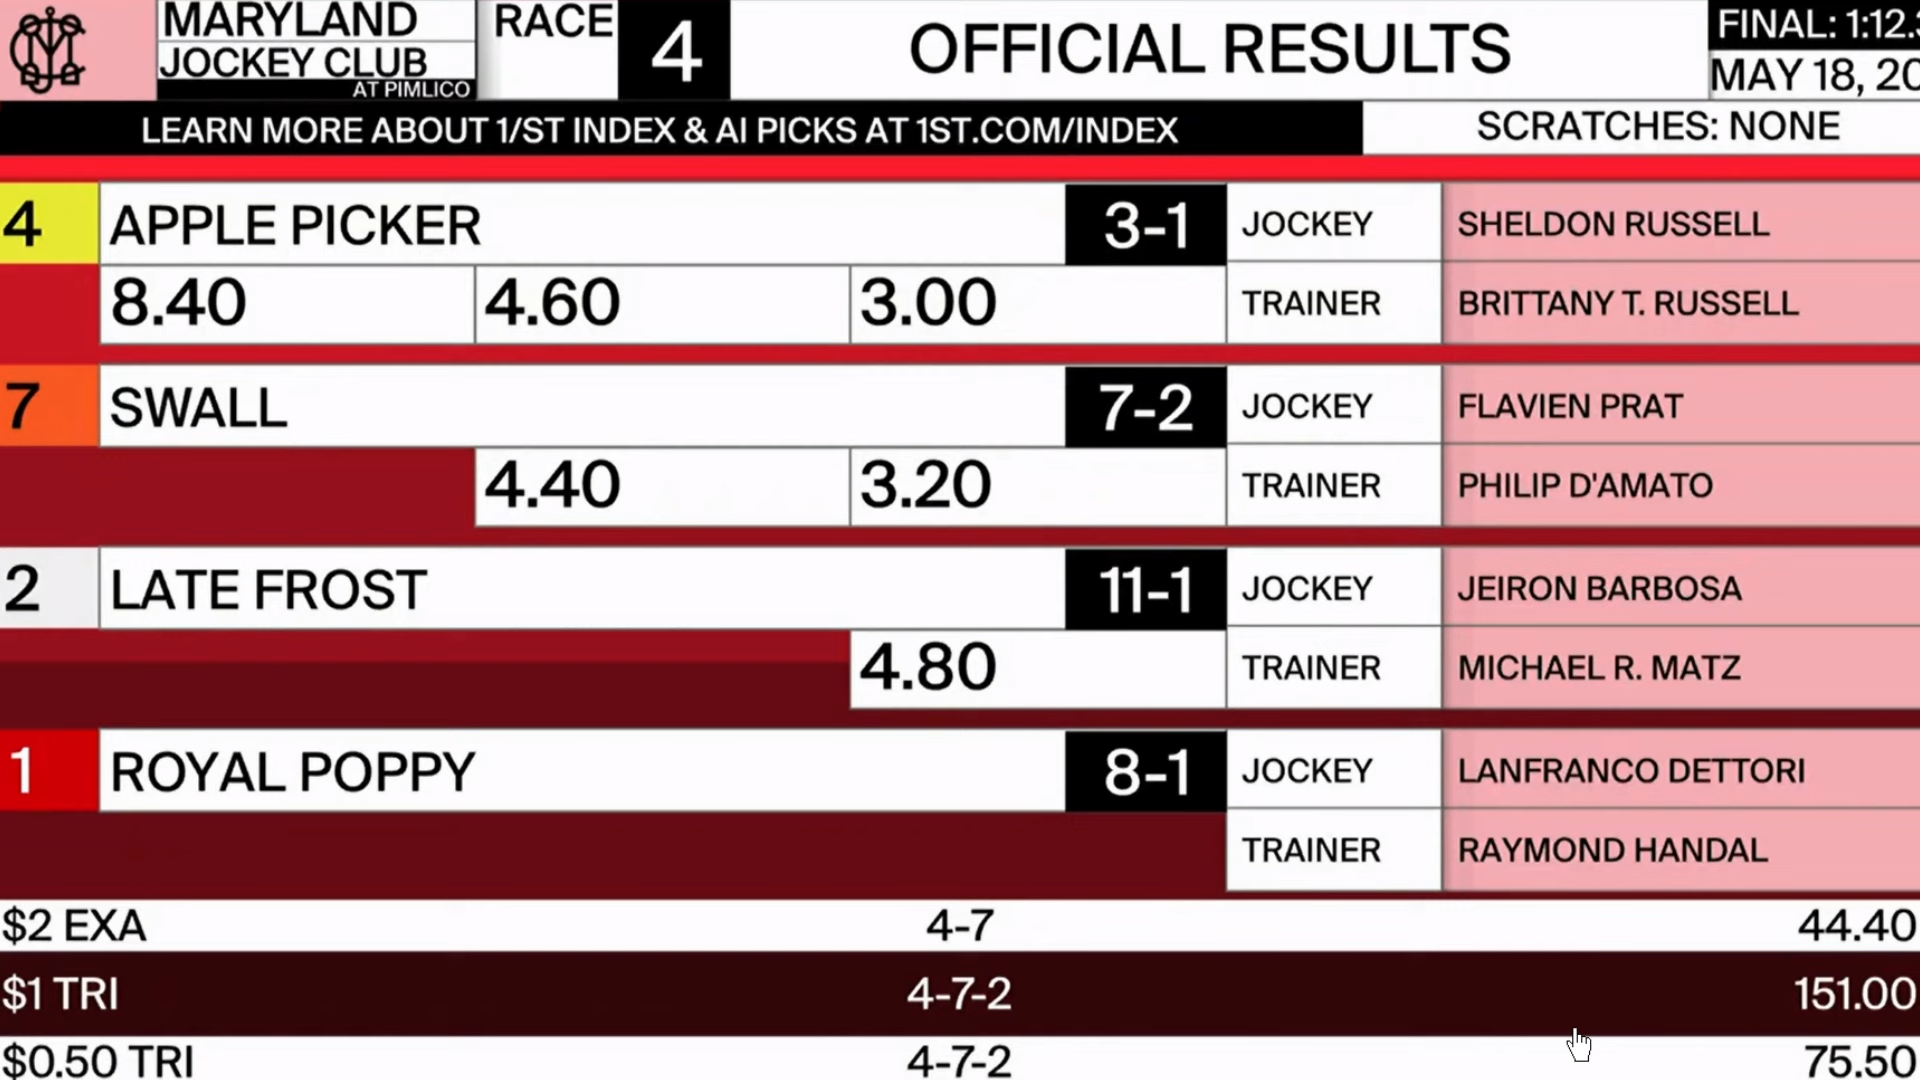 MARYLAND
JOCKEY CLUB
AT PIMLICO
RACE
4
OFFICIAL RESULTS
FINAL: 1:12.
MAY 18, 20
LEARN MORE ABOUT 1/ST INDEX & AI PICKS AT 1ST.COM/INDEX
SCRATCHES: NONE
4 APPLE PICKER 3-1 JOCKEY SHELDON RUSSELL
8.40 4.60 3.00 TRAINER BRITTANY T. RUSSELL
7 SWALL 7-2 JOCKEY FLAVIEN PRAT
4.40 3.20 TRAINER PHILIP D'AMATO
2 LATE FROST 11-1 JOCKEY JEIRON BARBOSA
4.80 TRAINER MICHAEL R. MATZ
1 ROYAL POPPY 8-1 JOCKEY LANFRANCO DETTORI
TRAINER RAYMOND HANDAL
$2 EXA 4-7 44.40
$1 TRI 4-7-2 151.00
$0.50 TRI 4-7-2 75.50